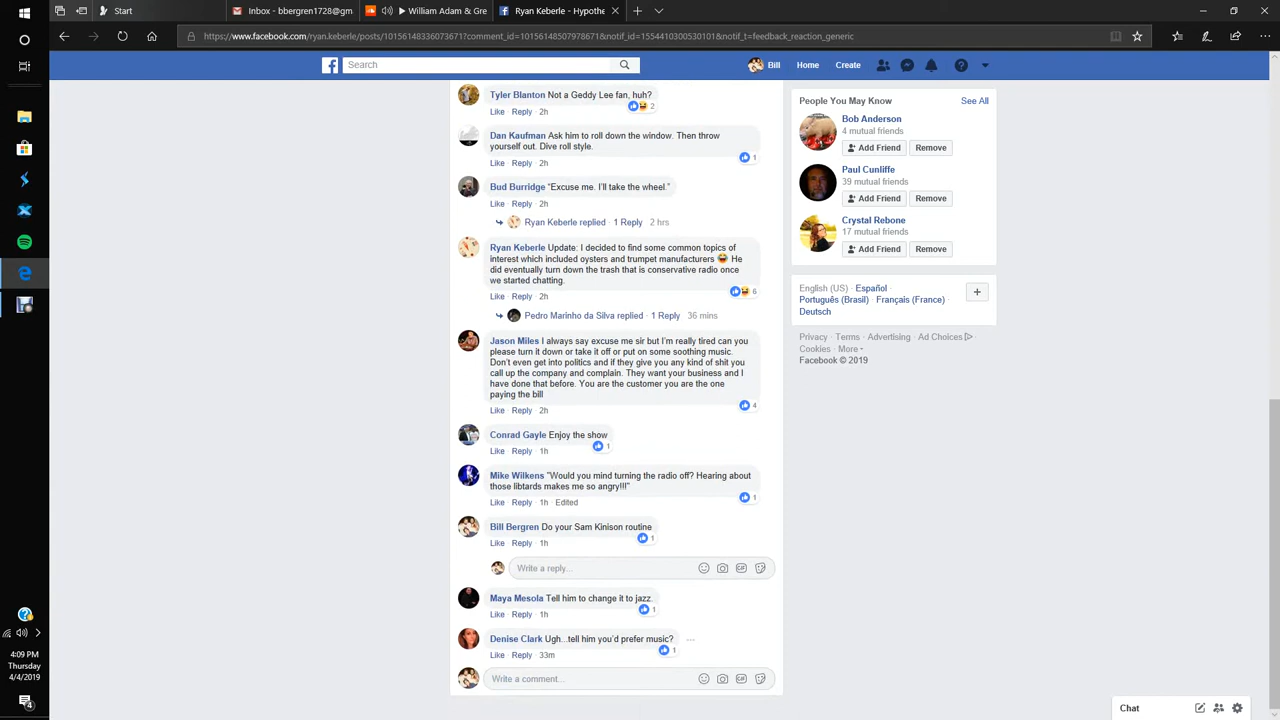 Start
Inbox - bbergren1728@gm
William Adam & Gre
Ryan Keberle - Hypothe
https://www.facebook.com/ryan.keberle/posts/10156148336073671?comment_id=10156148507978671&notif_id=1554410300530101&notif_t=feedback_reaction_generic
Search
Bill
Home
Create
Tyler Blanton Not a Geddy Lee fan, huh?
2
Like Reply 2h
Dan Kaufman Ask him to roll down the window. Then throw
yourself out. Dive roll style.
1
Like Reply 2h
Bud Burridge “Excuse me. I’ll take the wheel.”
Like Reply 2h
Ryan Keberle replied · 1 Reply 2 hrs
Ryan Keberle Update: I decided to find some common topics of
interest which included oysters and trumpet manufacturers 😂 He
did eventually turn down the trash that is conservative radio once
we started chatting.
6
Like Reply 2h
Pedro Marinho da Silva replied · 1 Reply 36 mins
Jason Miles I always say excuse me sir but I’m really tired can you
please turn it down or take it off or put on some soothing music.
Don’t even get into politics and if they give you any kind of shit you
call up the company and complain. They want your business and I
have done that before. You are the customer you are the one
paying the bill
4
Like Reply 2h
Conrad Gayle Enjoy the show
1
Like Reply 1h
Mike Wilkens "Would you mind turning the radio off? Hearing about
those libtards makes me so angry!!!"
1
Like Reply 1h Edited
Bill Bergren Do your Sam Kinison routine
1
Like Reply 1h
Write a reply...
GIF
Maya Mesola Tell him to change it to jazz.
1
Like Reply 1h
Denise Clark Ugh...tell him you’d prefer music?
1
Like Reply 33m
Write a comment...
GIF
People You May Know
See All
Bob Anderson
4 mutual friends
Add Friend Remove
Paul Cunliffe
39 mutual friends
Add Friend Remove
Crystal Rebone
17 mutual friends
Add Friend Remove
English (US) · Español ·
Português (Brasil) · Français (France) ·
Deutsch
Privacy · Terms · Advertising · Ad Choices
Cookies · More
Facebook © 2019
4:09 PM
Thursday
4/4/2019
4
Chat